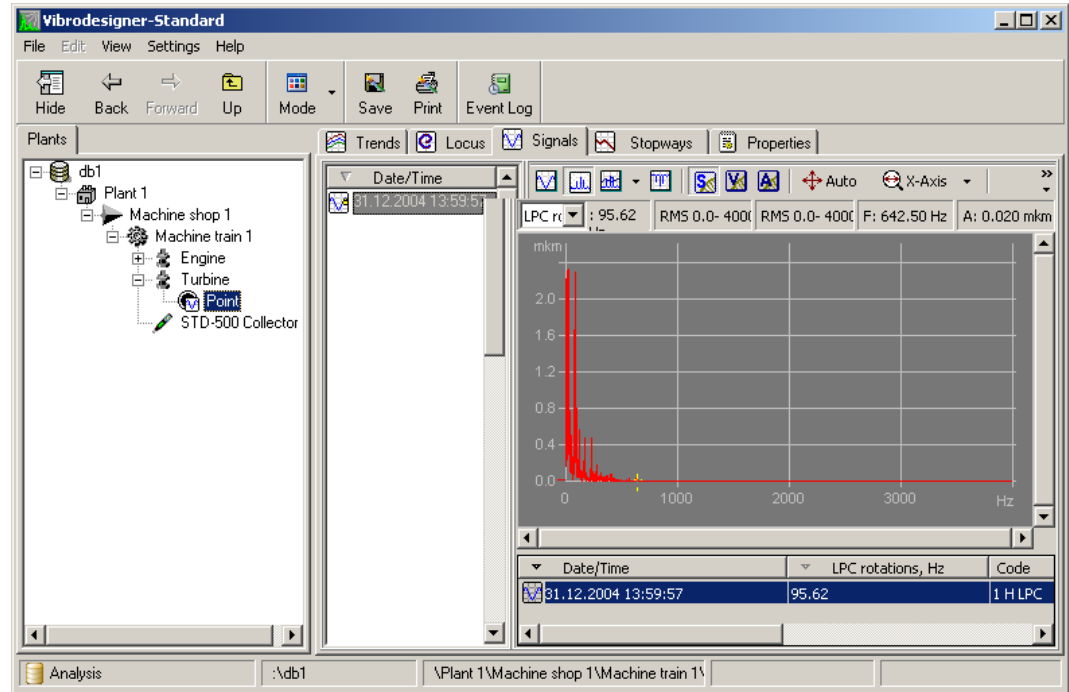 Vibrodesigner-Standard
File Edit View Settings Help
Hide Back Forward Up Mode Save Print Event Log
Plants
Trends Locus Signals Stopways Properties
db1
Plant 1
Machine shop 1
Machine train 1
Engine
Turbine
Point
STD-500 Collector
Date/Time
31.12.2004 13:59:57
Auto X-Axis »
LPC : 95.62 RMS 0.0- 400 RMS 0.0- 400 F: 642.50 Hz A: 0.020 mkm
mkm
2.0
1.6
1.2
0.8
0.4
0.0
0 1000 2000 3000 Hz
Date/Time LPC rotations, Hz Code
31.12.2004 13:59:57 95.62 1 H LPC
Analysis :\db1 \Plant 1\Machine shop 1\Machine train 1\